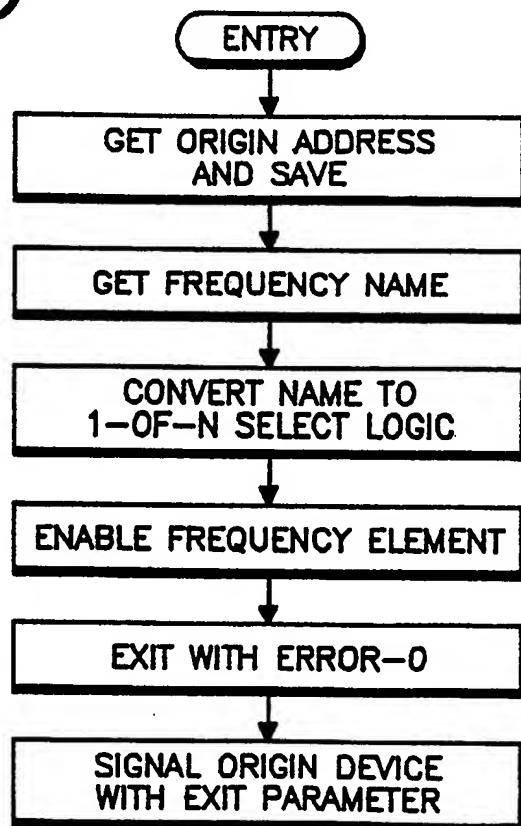 ENTRY
GET ORIGIN ADDRESS
AND SAVE
GET FREQUENCY NAME
CONVERT NAME TO
1-OF-N SELECT LOGIC
ENABLE FREQUENCY ELEMENT
EXIT WITH ERROR-0
SIGNAL ORIGIN DEVICE
WITH EXIT PARAMETER